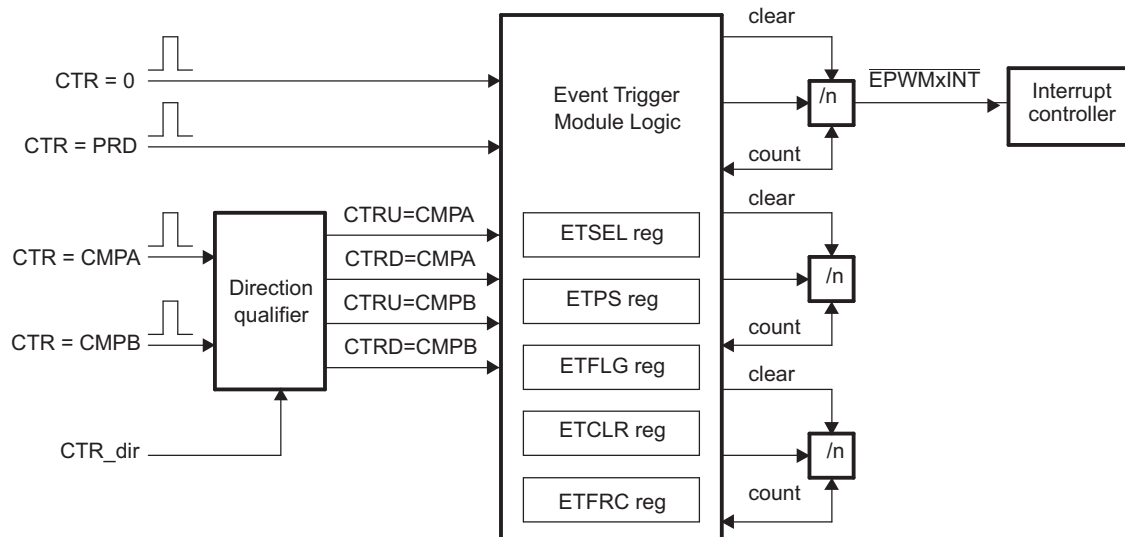 clear
CTR = 0
Event Trigger
Module Logic
/n
EPWMxINT
Interrupt
controller
CTR = PRD
count
clear
CTRU=CMPA
ETSEL reg
CTR = CMPA
CTRD=CMPA
/n
Direction
qualifier
ETPS reg
CTRU=CMPB
count
CTR = CMPB
CTRD=CMPB
ETFLG reg
clear
ETCLR reg
CTR_dir
/n
count
ETFRC reg